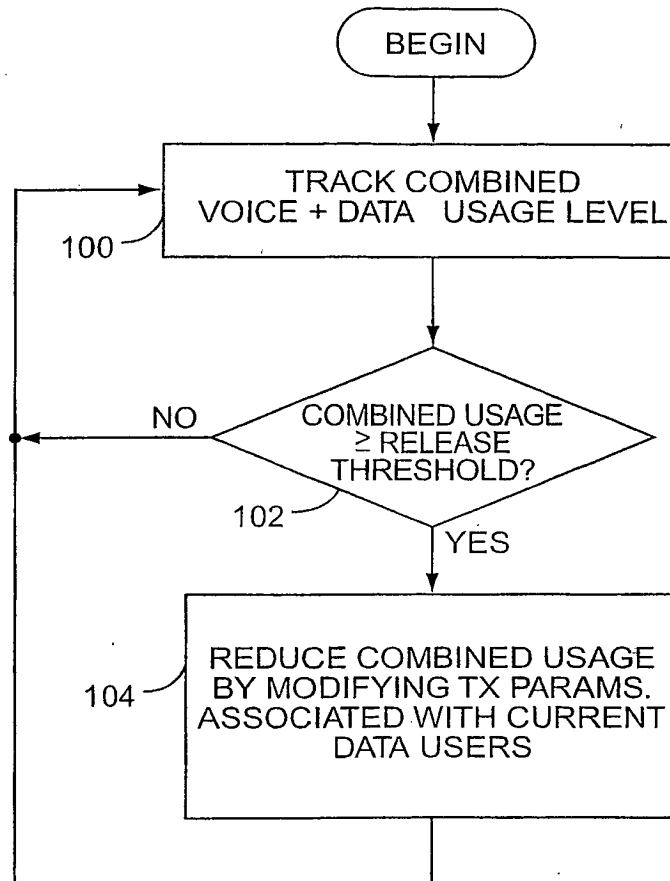 BEGIN
TRACK COMBINED
VOICE + DATA USAGE LEVEL
100
NO
COMBINED USAGE
≥ RELEASE
THRESHOLD?
102
YES
REDUCE COMBINED USAGE
BY MODIFYING TX PARAMS.
ASSOCIATED WITH CURRENT
DATA USERS
104